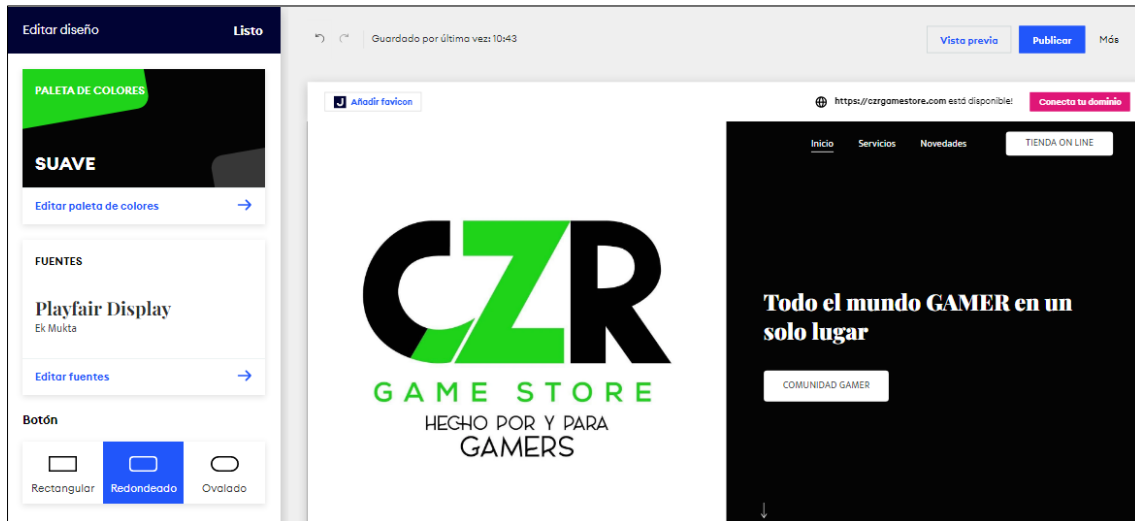 Editar diseño
Listo
PALETA DE COLORES
SUAVE
Editar paleta de colores
FUENTES
Playfair Display
Ek Mukta
Editar fuentes
Botón
Rectangular
Redondeado
Ovalado
Guardado por última vez: 10:43
Vista previa
Publicar
Más
J Añadir favicon
https://czrgamestore.com está disponible!
Conecta tu dominio
Inicio
Servicios
Novedades
TIENDA ON LINE
CZR
GAME STORE
HECHO POR Y PARA
GAMERS
Todo el mundo GAMER en un
solo lugar
COMUNIDAD GAMER